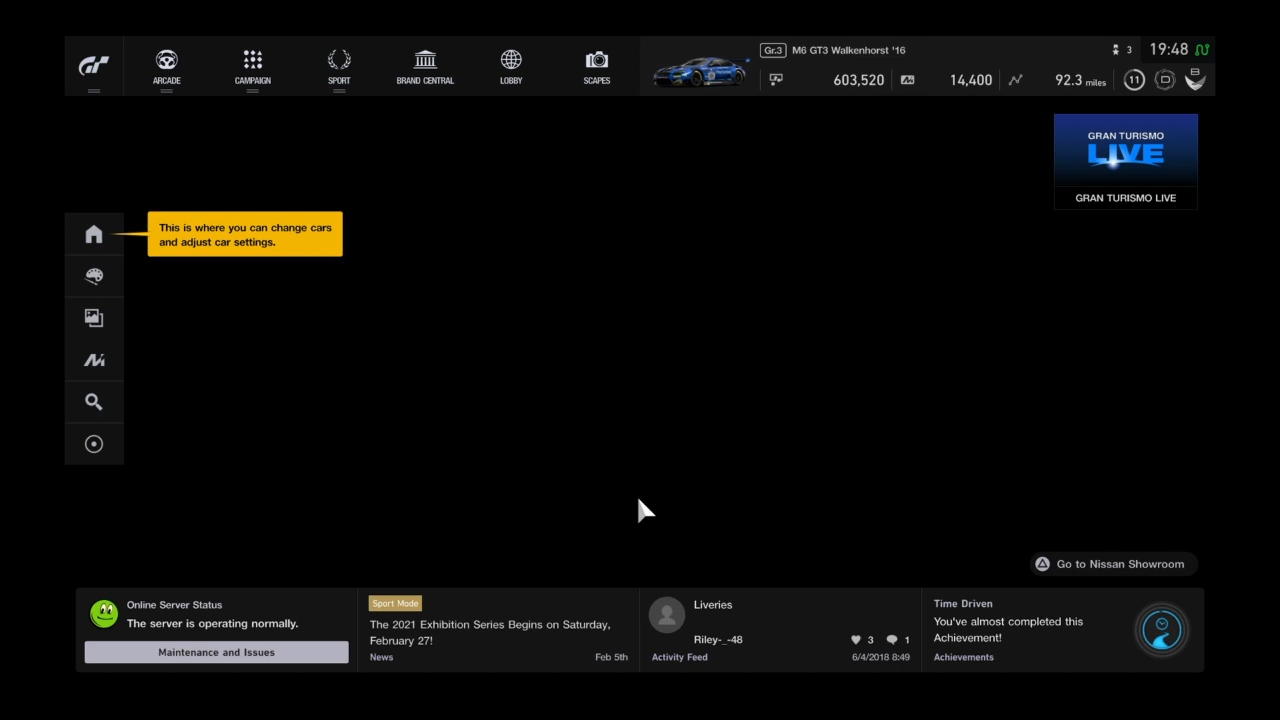 ARCADE
CAMPAIGN
SPORT
BRAND CENTRAL
LOBBY
SCAPES
Gr.3 M6 GT3 Walkenhorst '16
3
19:48
603,520
14,400
92.3 miles
11
D
B
GRAN TURISMO
LIVE
GRAN TURISMO LIVE
This is where you can change cars
and adjust car settings.
Go to Nissan Showroom
Online Server Status
The server is operating normally.
Maintenance and Issues
Sport Mode
The 2021 Exhibition Series Begins on Saturday,
February 27!
News Feb 5th
Liveries
Riley-_-48
3 1
Activity Feed 6/4/2018 8:49
Time Driven
You've almost completed this
Achievement!
Achievements